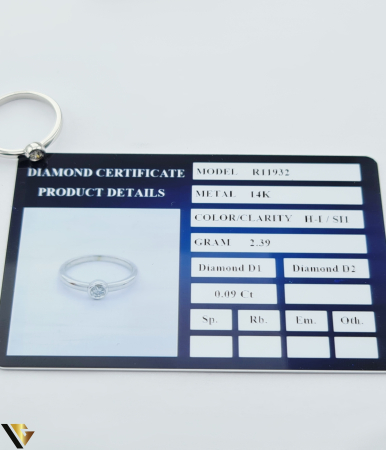 DIAMOND CERTIFICATE
PRODUCT DETAILS
MODEL R11932
METAL 14K
COLOR/CLARITY H-I / SI1
GRAM 2.39
Diamond D1 Diamond D2
0.09 Ct
Sp. Rb. Em. Oth.